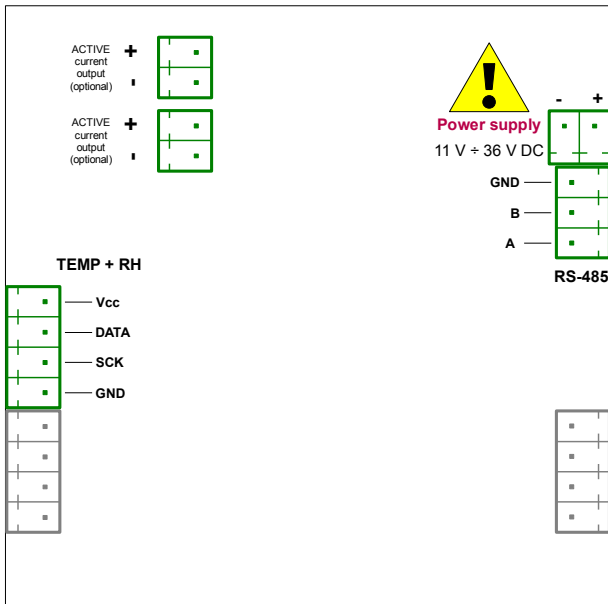 ACTIVE
current
output
(optional)
+
-
ACTIVE
current
output
(optional)
+
-
!
- +
Power supply
11 V ÷ 36 V DC
GND
B
A
RS-485
TEMP + RH
Vcc
DATA
SCK
GND